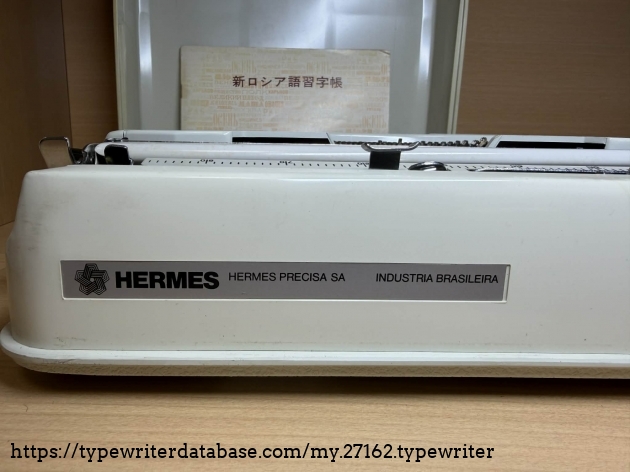 新ロシア語習字帳
HERMES HERMES PRECISA SA INDUSTRIA BRASILEIRA
https://typewriterdatabase.com/my.27162.typewriter